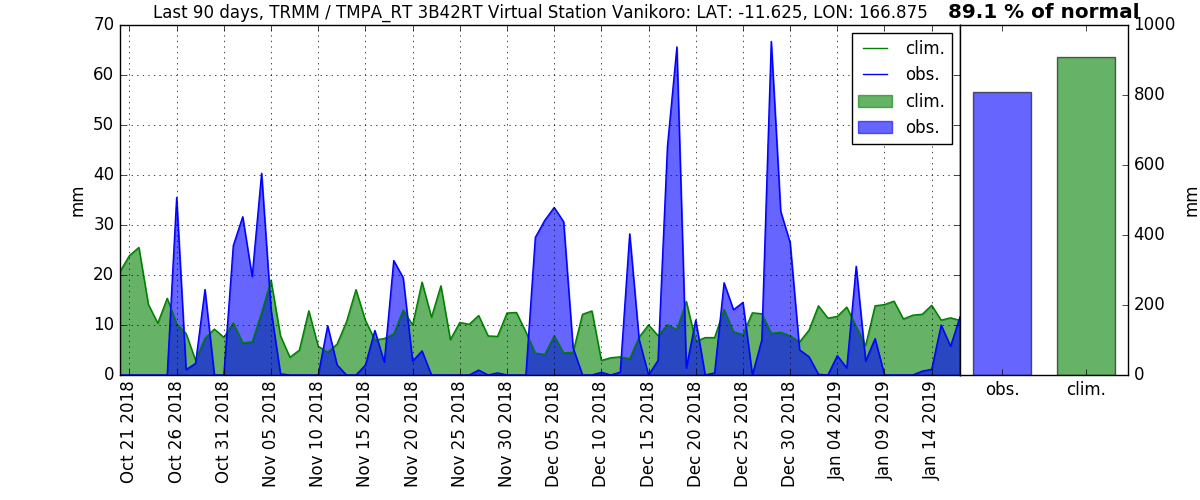 Last 90 days, TRMM / TMPA_RT 3B42RT Virtual Station Vanikoro: LAT: -11.625, LON: 166.875
89.1 % of normal
70
60
50
40
30
20
10
0
mm
clim.
obs.
clim.
obs.
Oct 21 2018
Oct 26 2018
Oct 31 2018
Nov 05 2018
Nov 10 2018
Nov 15 2018
Nov 20 2018
Nov 25 2018
Nov 30 2018
Dec 05 2018
Dec 10 2018
Dec 15 2018
Dec 20 2018
Dec 25 2018
Dec 30 2018
Jan 04 2019
Jan 09 2019
Jan 14 2019
1000
800
600
400
200
0
mm
obs.
clim.